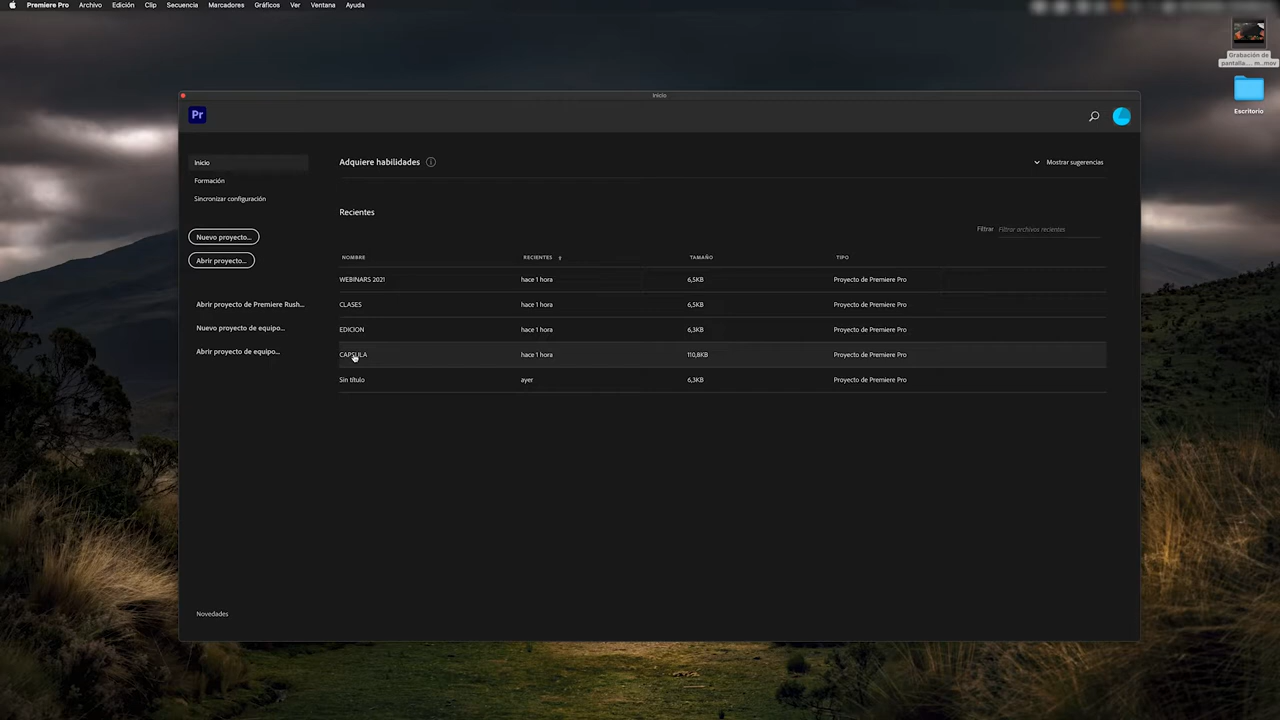 Premiere Pro Archivo Edición Clip Secuencia Marcadores Gráficos Ver Ventana Ayuda
Grabación de
pantalla.... m...mov
Escritorio
Inicio
Pr
Inicio
Formación
Sincronizar configuración
Nuevo proyecto...
Abrir proyecto...
Abrir proyecto de Premiere Rush...
Nuevo proyecto de equipo...
Abrir proyecto de equipo...
Novedades
Adquiere habilidades
Mostrar sugerencias
Recientes
Filtrar Filtrar archivos recientes
NOMBRE RECIENTES TAMAÑO TIPO
WEBINARS 2021 hace 1 hora 6,5KB Proyecto de Premiere Pro
CLASES hace 1 hora 6,5KB Proyecto de Premiere Pro
EDICION hace 1 hora 6,3KB Proyecto de Premiere Pro
CAPSULA hace 1 hora 110,8KB Proyecto de Premiere Pro
Sin título ayer 6,3KB Proyecto de Premiere Pro